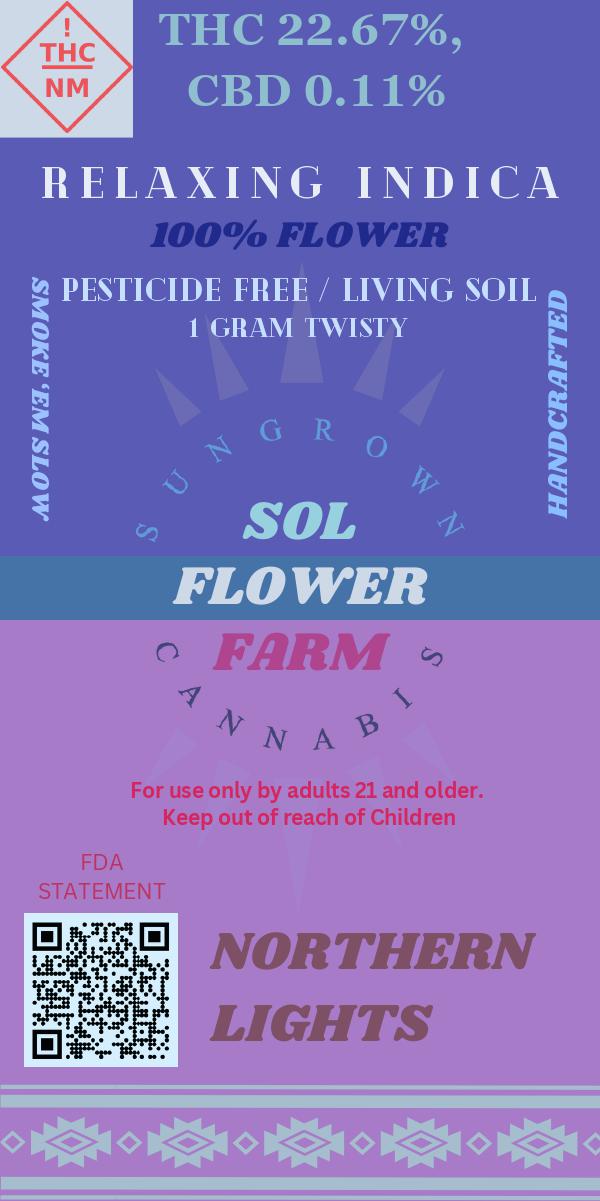 !
THC
NM
THC 22.67%,
CBD 0.11%
RELAXING INDICA
100% FLOWER
PESTICIDE FREE / LIVING SOIL
1 GRAM TWISTY
SMOKE 'EM SLOW
HANDCRAFTED
SUNGROWN
SOL
FLOWER
FARM
CANNABIS
For use only by adults 21 and older.
Keep out of reach of Children
FDA
STATEMENT
NORTHERN
LIGHTS